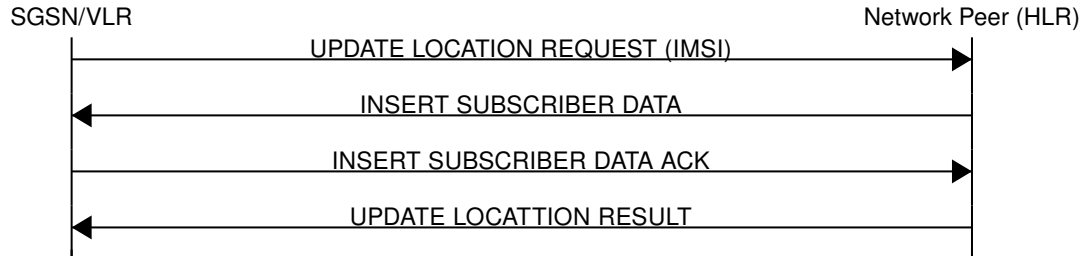 SGSN/VLR Network Peer (HLR)
UPDATE LOCATION REQUEST (IMSI)
INSERT SUBSCRIBER DATA
INSERT SUBSCRIBER DATA ACK
UPDATE LOCATTION RESULT